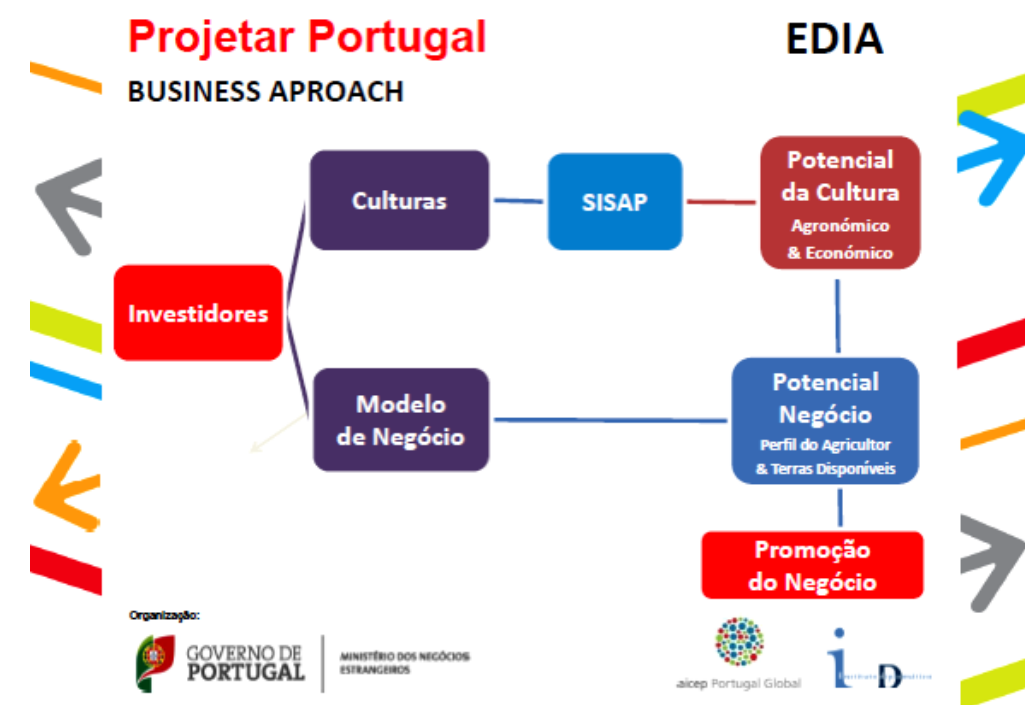 Projetar Portugal
EDIA
BUSINESS APROACH
Culturas
SISAP
Potencial
da Cultura
Agronómico
& Económico
Investidores
Modelo
de Negócio
Potencial
Negócio
Perfil do Agricultor
& Terras Disponíveis
Promoção
do Negócio
Organização:
GOVERNO DE
PORTUGAL
MINISTÉRIO DOS NEGÓCIOS
ESTRANGEIROS
aicep Portugal Global
i D